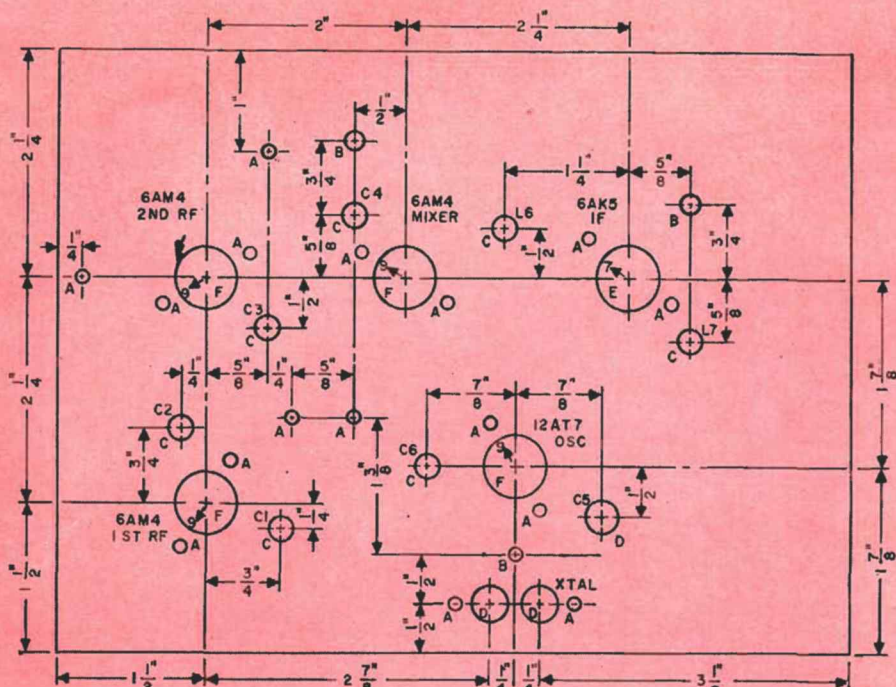 2"
2 1/4"
1"
1/2"
2 1/4"
A
B
3/4"
C4
6AM4
MIXER
1 1/4"
5/8"
6AM4
2ND RF
L6
6AK5
IF
B
1/4"
A
C
5/8"
A
C
1/2"
A
3/4"
A
9
F
9
F
7
E
A
C3
1/2"
A
A
5/8"
L7
C
C
1/4"
5/8"
1/4"
5/8"
7/8"
7/8"
1 7/8"
2 1/4"
C2
C
A
A
A
12AT7
OSC
3/4"
A
1 3/8"
C6
C
9
F
1/2"
9
F
C1
C
1/4"
A
C5
D
6AM4
1 ST RF
A
1 1/2"
3/4"
B
1 7/8"
1/2"
XTAL
1/2"
A
D
D
A
1 1/2"
2 7/8"
1/4"
1/4"